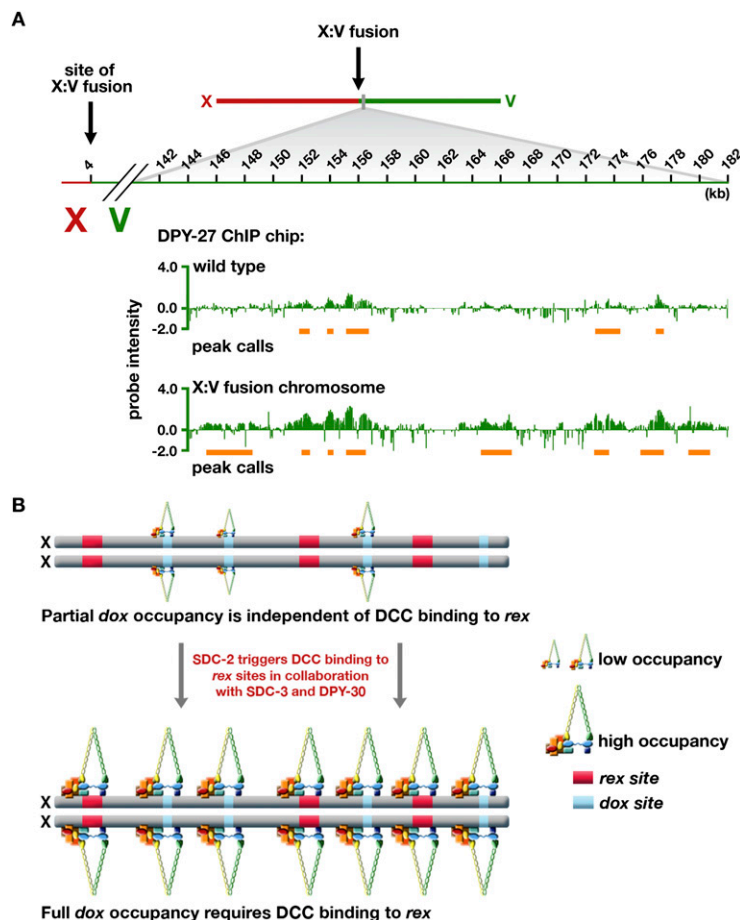 A
X:V fusion
site of
X:V fusion
X V
4 142 144 146 148 150 152 154 156 158 160 162 164 166 168 170 172 174 176 178 180 182
(kb)
X V
DPY-27 ChIP chip:
wild type
4.0
0.0
-2.0
peak calls
probe intensity
X:V fusion chromosome
4.0
0.0
-2.0
peak calls
B
X
X
Partial dox occupancy is independent of DCC binding to rex
SDC-2 triggers DCC binding to
rex sites in collaboration
with SDC-3 and DPY-30
low occupancy
high occupancy
rex site
dox site
X
X
Full dox occupancy requires DCC binding to rex